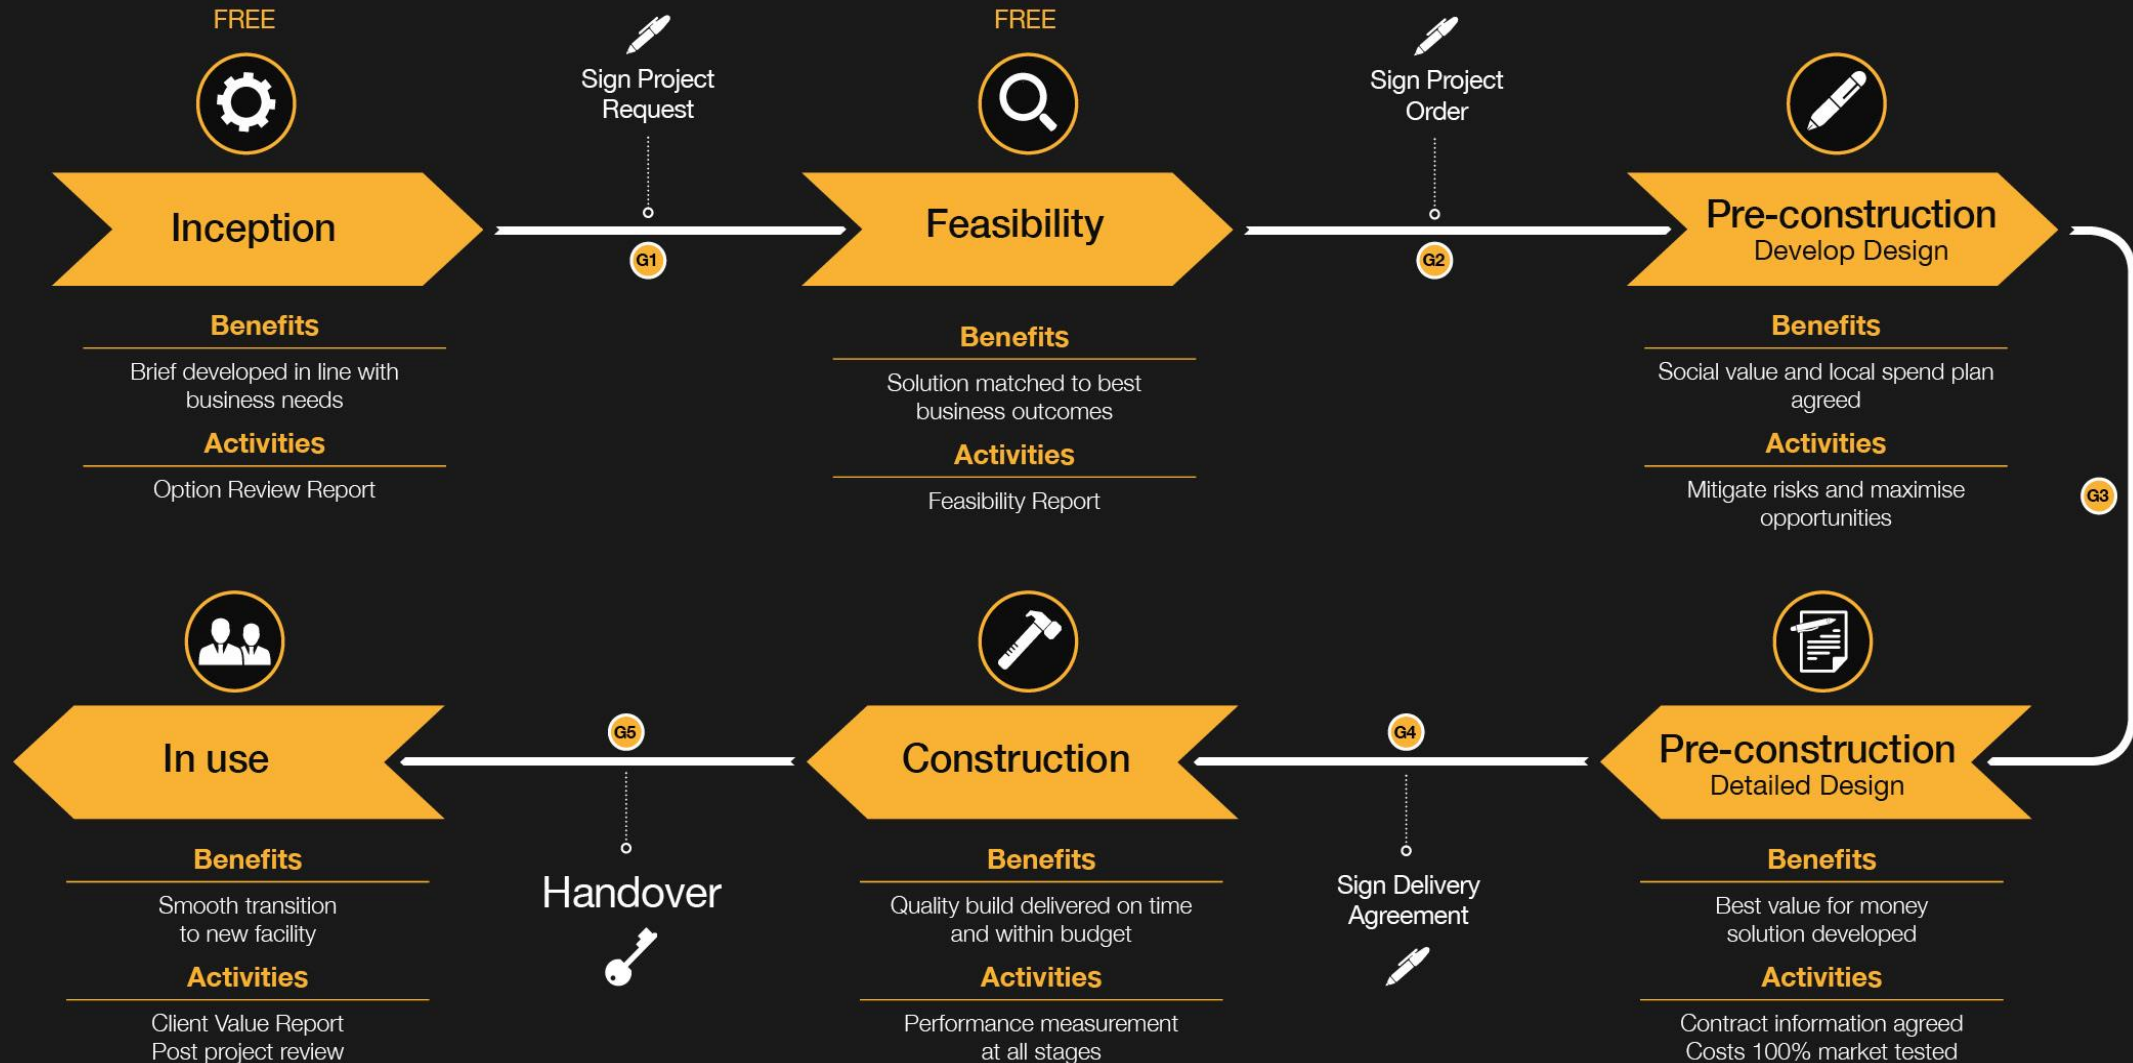 FREE
Inception
Benefits
Brief developed in line with
business needs
Activities
Option Review Report
Sign Project
Request
G1
FREE
Feasibility
Benefits
Solution matched to best
business outcomes
Activities
Feasibility Report
Sign Project
Order
G2
Pre-construction
Develop Design
Benefits
Social value and local spend plan
agreed
Activities
Mitigate risks and maximise
opportunities
G3
Pre-construction
Detailed Design
Benefits
Best value for money
solution developed
Activities
Contract information agreed
Costs 100% market tested
G4
Sign Delivery
Agreement
Construction
Benefits
Quality build delivered on time
and within budget
Activities
Performance measurement
at all stages
G5
Handover
In use
Benefits
Smooth transition
to new facility
Activities
Client Value Report
Post project review